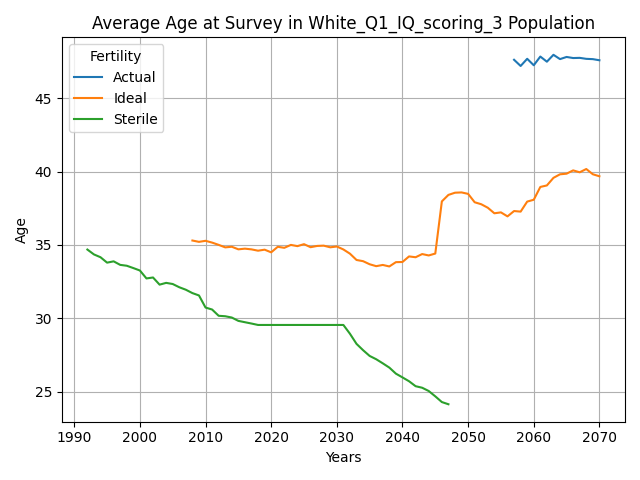 Average Age at Survey in White_Q1_IQ_scoring_3 Population
Fertility
Actual
Ideal
Sterile
45
40
35
30
25
Age
1990 2000 2010 2020 2030 2040 2050 2060 2070
Years